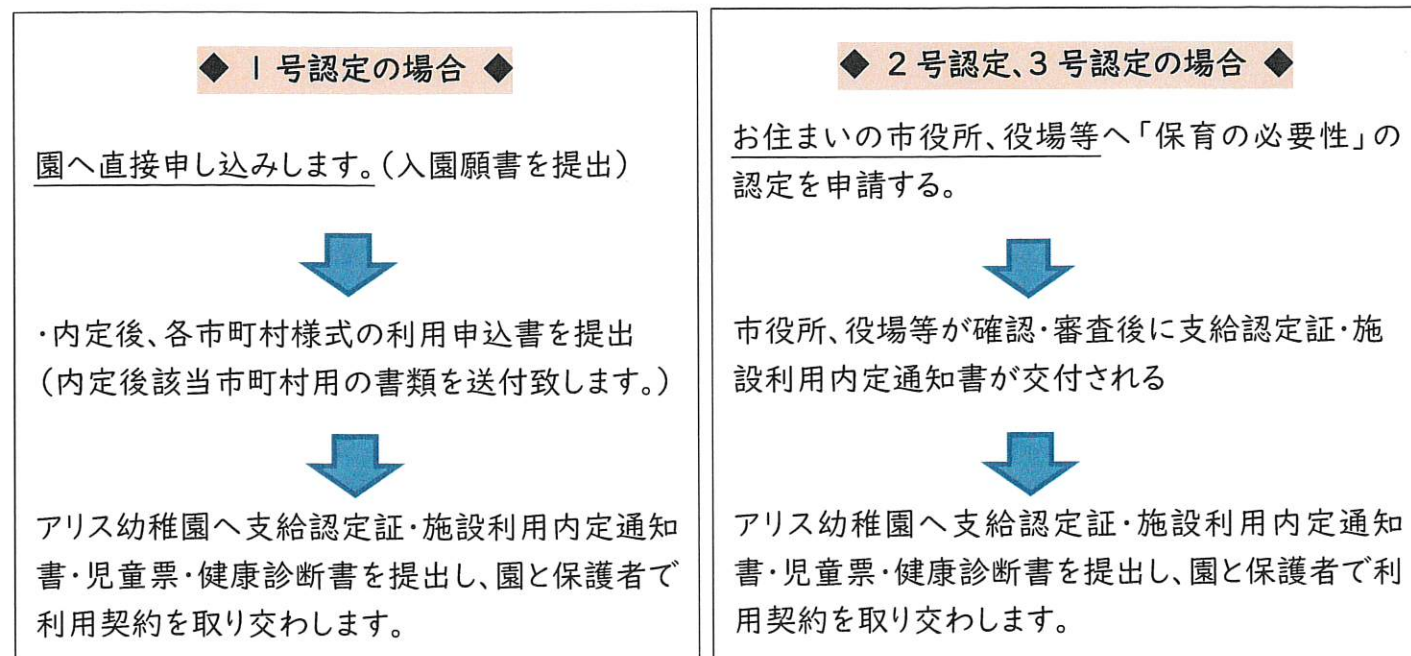 ◆ 1号認定の場合 ◆
園へ直接申し込みします。(入園願書を提出)
・内定後、各市町村様式の利用申込書を提出
(内定後該当市町村用の書類を送付致します。)
アリス幼稚園へ支給認定証・施設利用内定通知
書・児童票・健康診断書を提出し、園と保護者で
利用契約を取り交わします。
◆ 2号認定、3号認定の場合 ◆
お住まいの市役所、役場等へ「保育の必要性」の
認定を申請する。
市役所、役場等が確認・審査後に支給認定証・施
設利用内定通知書が交付される
アリス幼稚園へ支給認定証・施設利用内定通知
書・児童票・健康診断書を提出し、園と保護者で利
用契約を取り交わします。